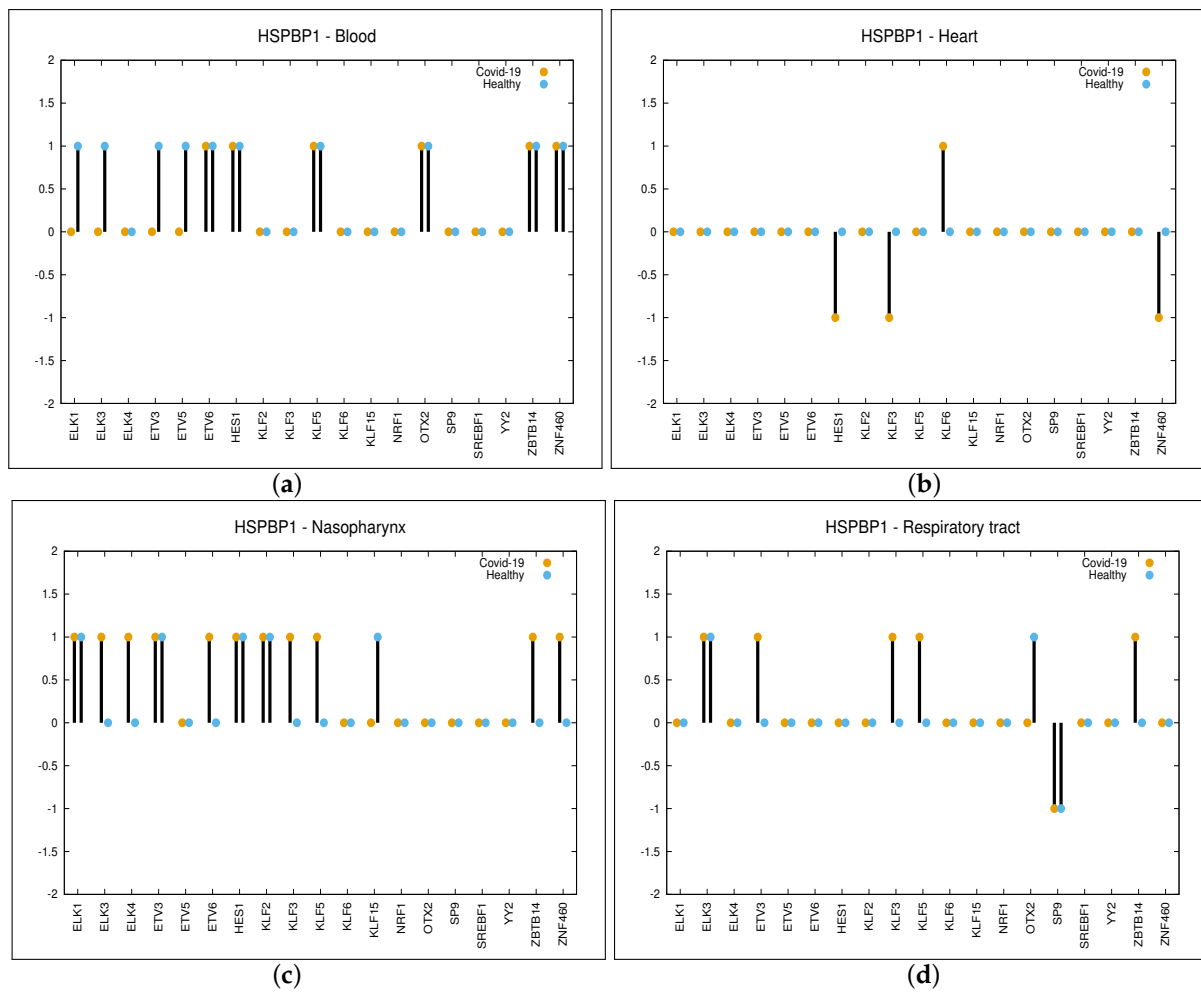 HSPBP1 - Blood
Covid-19
Healthy
2
1.5
1
0.5
0
-0.5
-1
-1.5
-2
ELK1
ELK3
ELK4
ETV3
ETV5
ETV6
HES1
KLF2
KLF3
KLF5
KLF6
KLF15
NRF1
OTX2
SP9
SREBF1
YY2
ZBTB14
ZNF460
(a)
HSPBP1 - Heart
Covid-19
Healthy
2
1.5
1
0.5
0
-0.5
-1
-1.5
-2
ELK1
ELK3
ELK4
ETV3
ETV5
ETV6
HES1
KLF2
KLF3
KLF5
KLF6
KLF15
NRF1
OTX2
SP9
SREBF1
YY2
ZBTB14
ZNF460
(b)
HSPBP1 - Nasopharynx
Covid-19
Healthy
2
1.5
1
0.5
0
-0.5
-1
-1.5
-2
ELK1
ELK3
ELK4
ETV3
ETV5
ETV6
HES1
KLF2
KLF3
KLF5
KLF6
KLF15
NRF1
OTX2
SP9
SREBF1
YY2
ZBTB14
ZNF460
(c)
HSPBP1 - Respiratory tract
Covid-19
Healthy
2
1.5
1
0.5
0
-0.5
-1
-1.5
-2
ELK1
ELK3
ELK4
ETV3
ETV5
ETV6
HES1
KLF2
KLF3
KLF5
KLF6
KLF15
NRF1
OTX2
SP9
SREBF1
YY2
ZBTB14
ZNF460
(d)